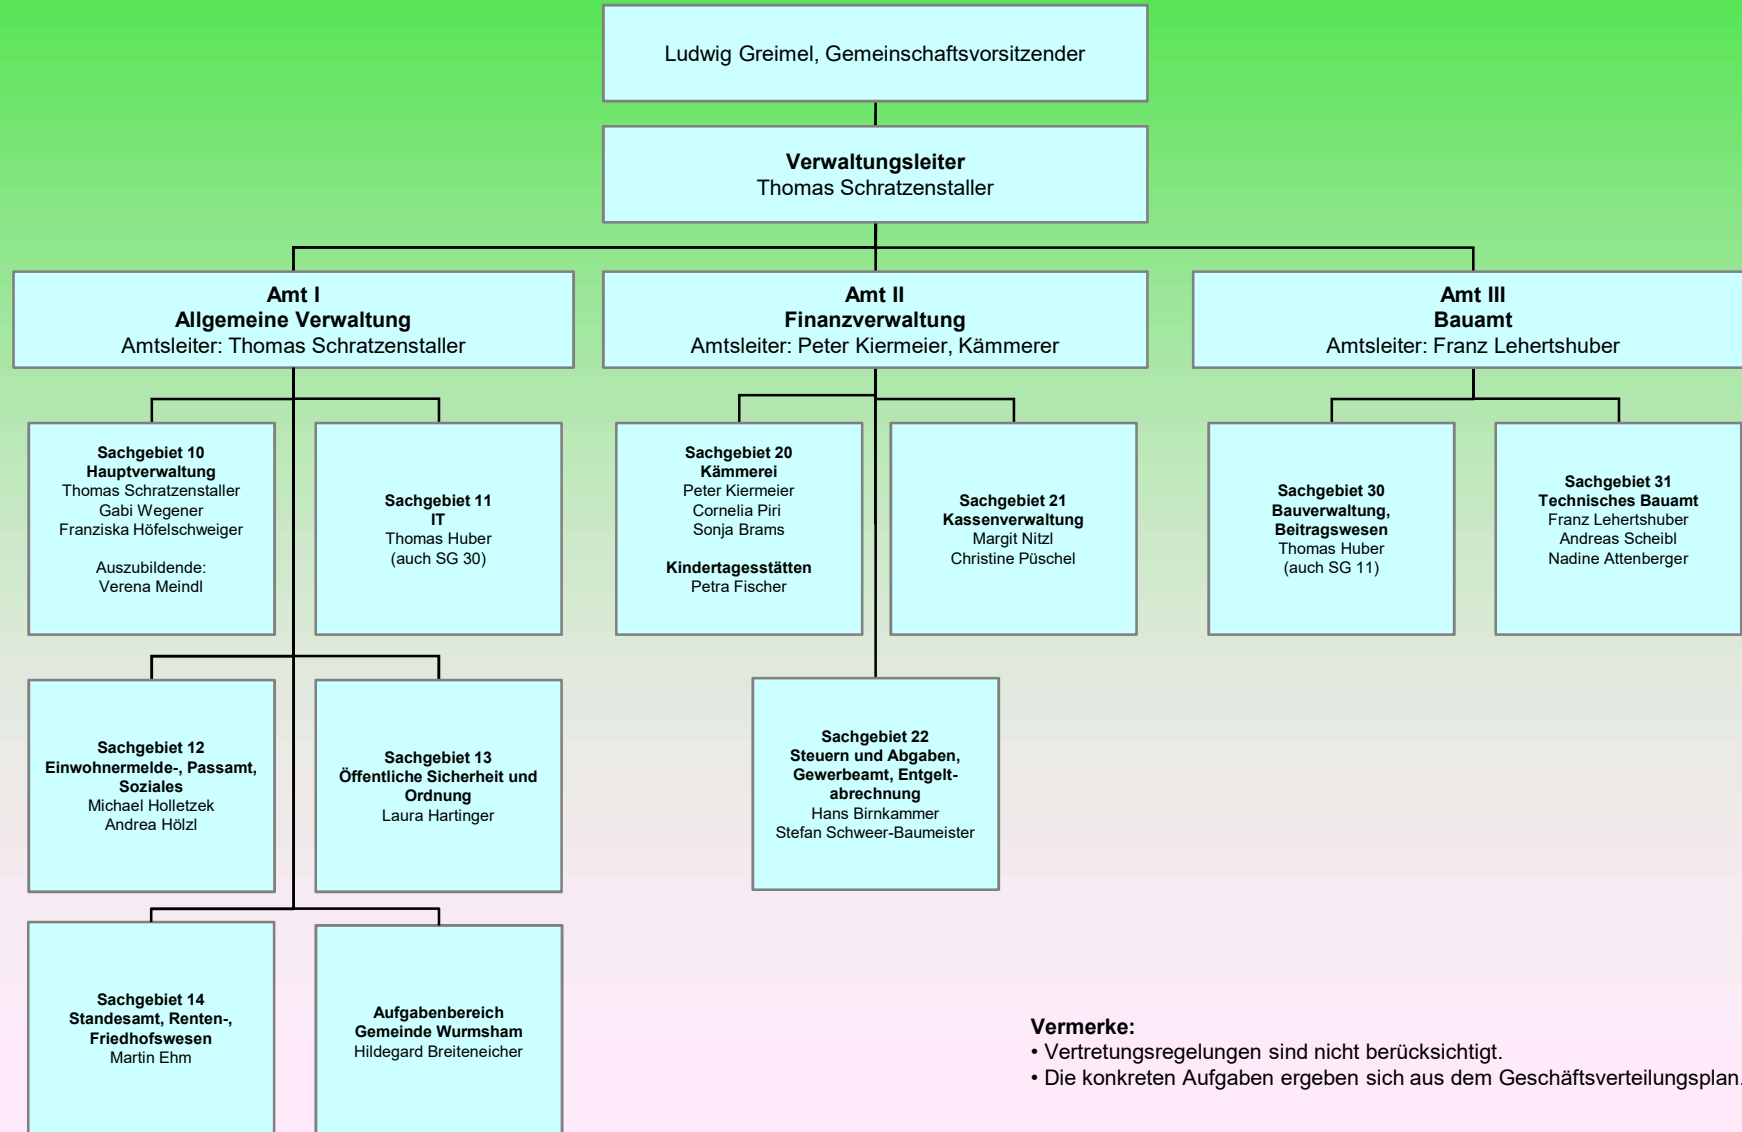 Ludwig Greimel, Gemeinschaftsvorsitzender
Verwaltungsleiter
Thomas Schratzenstaller
Amt I
Allgemeine Verwaltung
Amtsleiter: Thomas Schratzenstaller
Amt II
Finanzverwaltung
Amtsleiter: Peter Kiermeier, Kämmerer
Amt III
Bauamt
Amtsleiter: Franz Lehertshuber
Sachgebiet 10
Hauptverwaltung
Thomas Schratzenstaller
Gabi Wegener
Franziska Höfelschweiger
Auszubildende:
Verena Meindl
Sachgebiet 11
IT
Thomas Huber
(auch SG 30)
Sachgebiet 20
Kämmerei
Peter Kiermeier
Cornelia Piri
Sonja Brams
Kindertagesstätten
Petra Fischer
Sachgebiet 21
Kassenverwaltung
Margit Nitzl
Christine Püschel
Sachgebiet 30
Bauverwaltung,
Beitragswesen
Thomas Huber
(auch SG 11)
Sachgebiet 31
Technisches Bauamt
Franz Lehertshuber
Andreas Scheibl
Nadine Attenberger
Sachgebiet 12
Einwohnermelde-, Passamt,
Soziales
Michael Holletzek
Andrea Hölzl
Sachgebiet 13
Öffentliche Sicherheit und
Ordnung
Laura Hartinger
Sachgebiet 22
Steuern und Abgaben,
Gewerbeamt, Entgelt-
abrechnung
Hans Birnkammer
Stefan Schweer-Baumeister
Sachgebiet 14
Standesamt, Renten-,
Friedhofswesen
Martin Ehm
Aufgabenbereich
Gemeinde Wurmsham
Hildegard Breiteneicher
Vermerke:
• Vertretungsregelungen sind nicht berücksichtigt.
• Die konkreten Aufgaben ergeben sich aus dem Geschäftsverteilungsplan.